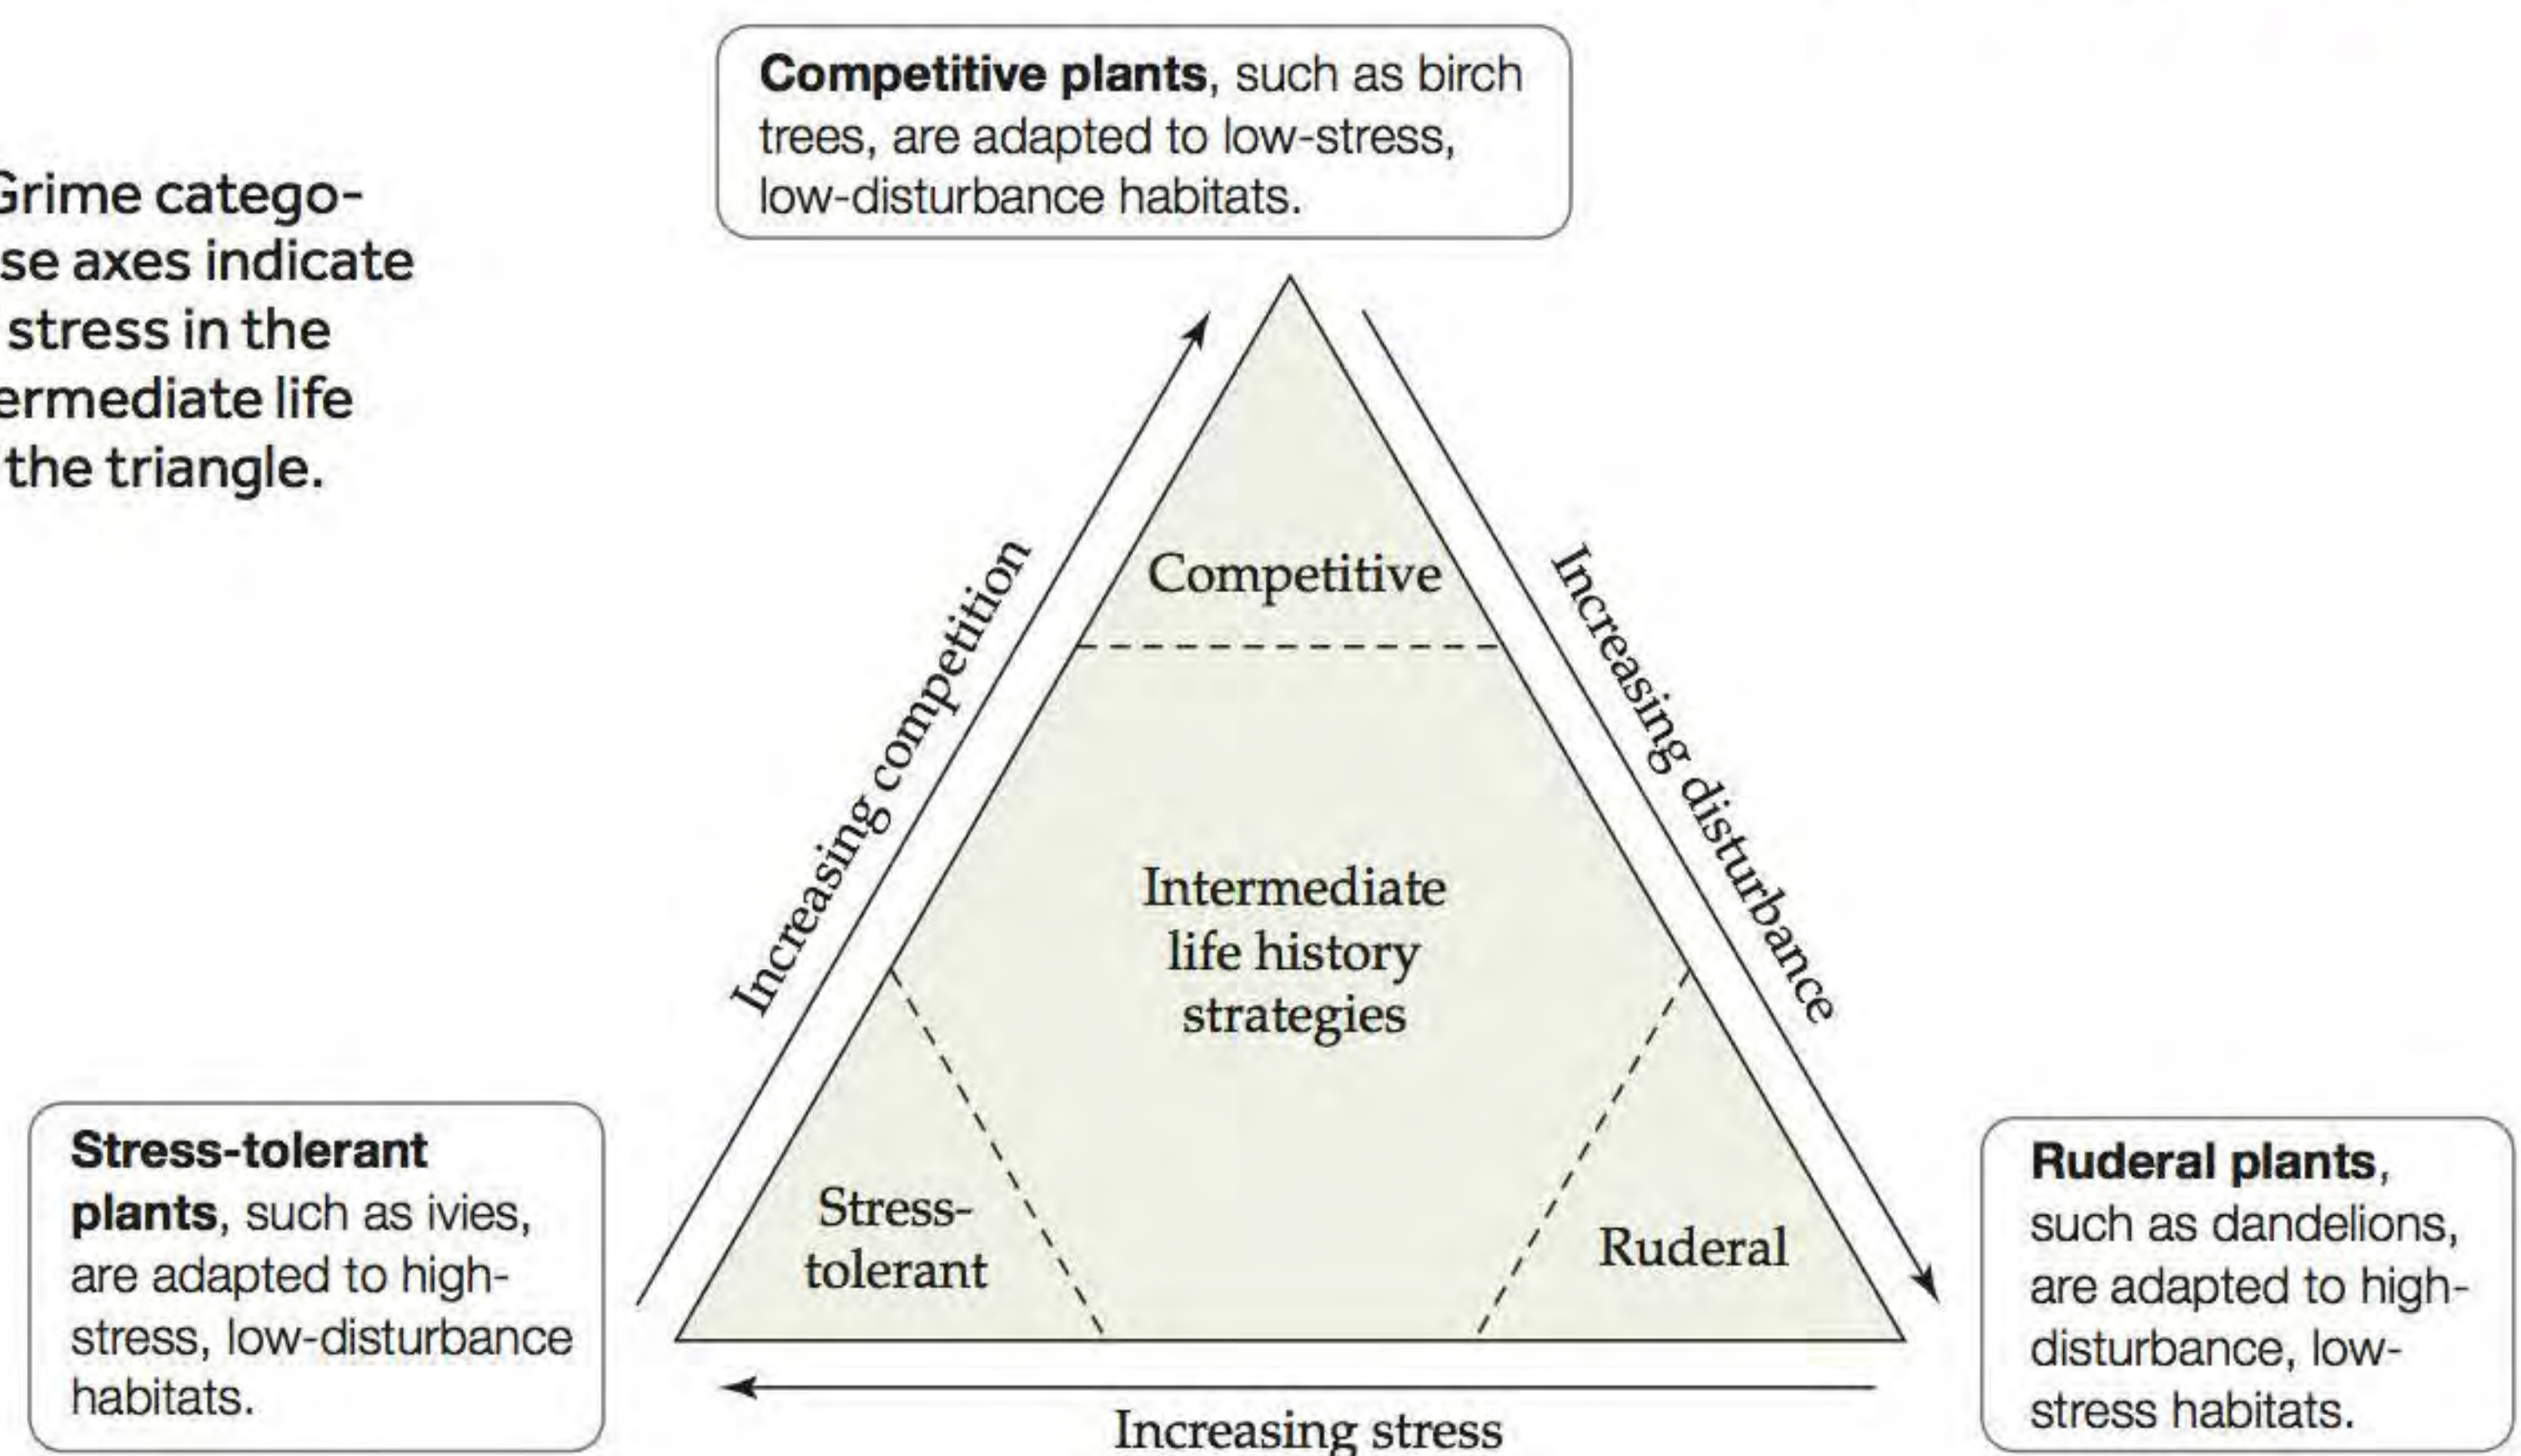 Competitive plants, such as birch
trees, are adapted to low-stress,
low-disturbance habitats.
Grime catego-
se axes indicate
stress in the
ermediate life
the triangle.
Increasing competition
Increasing disturbance
Competitive
Intermediate
life history
strategies
Stress-
tolerant
Ruderal
Stress-tolerant
plants, such as ivies,
are adapted to high-
stress, low-disturbance
habitats.
Ruderal plants,
such as dandelions,
are adapted to high-
disturbance, low-
stress habitats.
Increasing stress